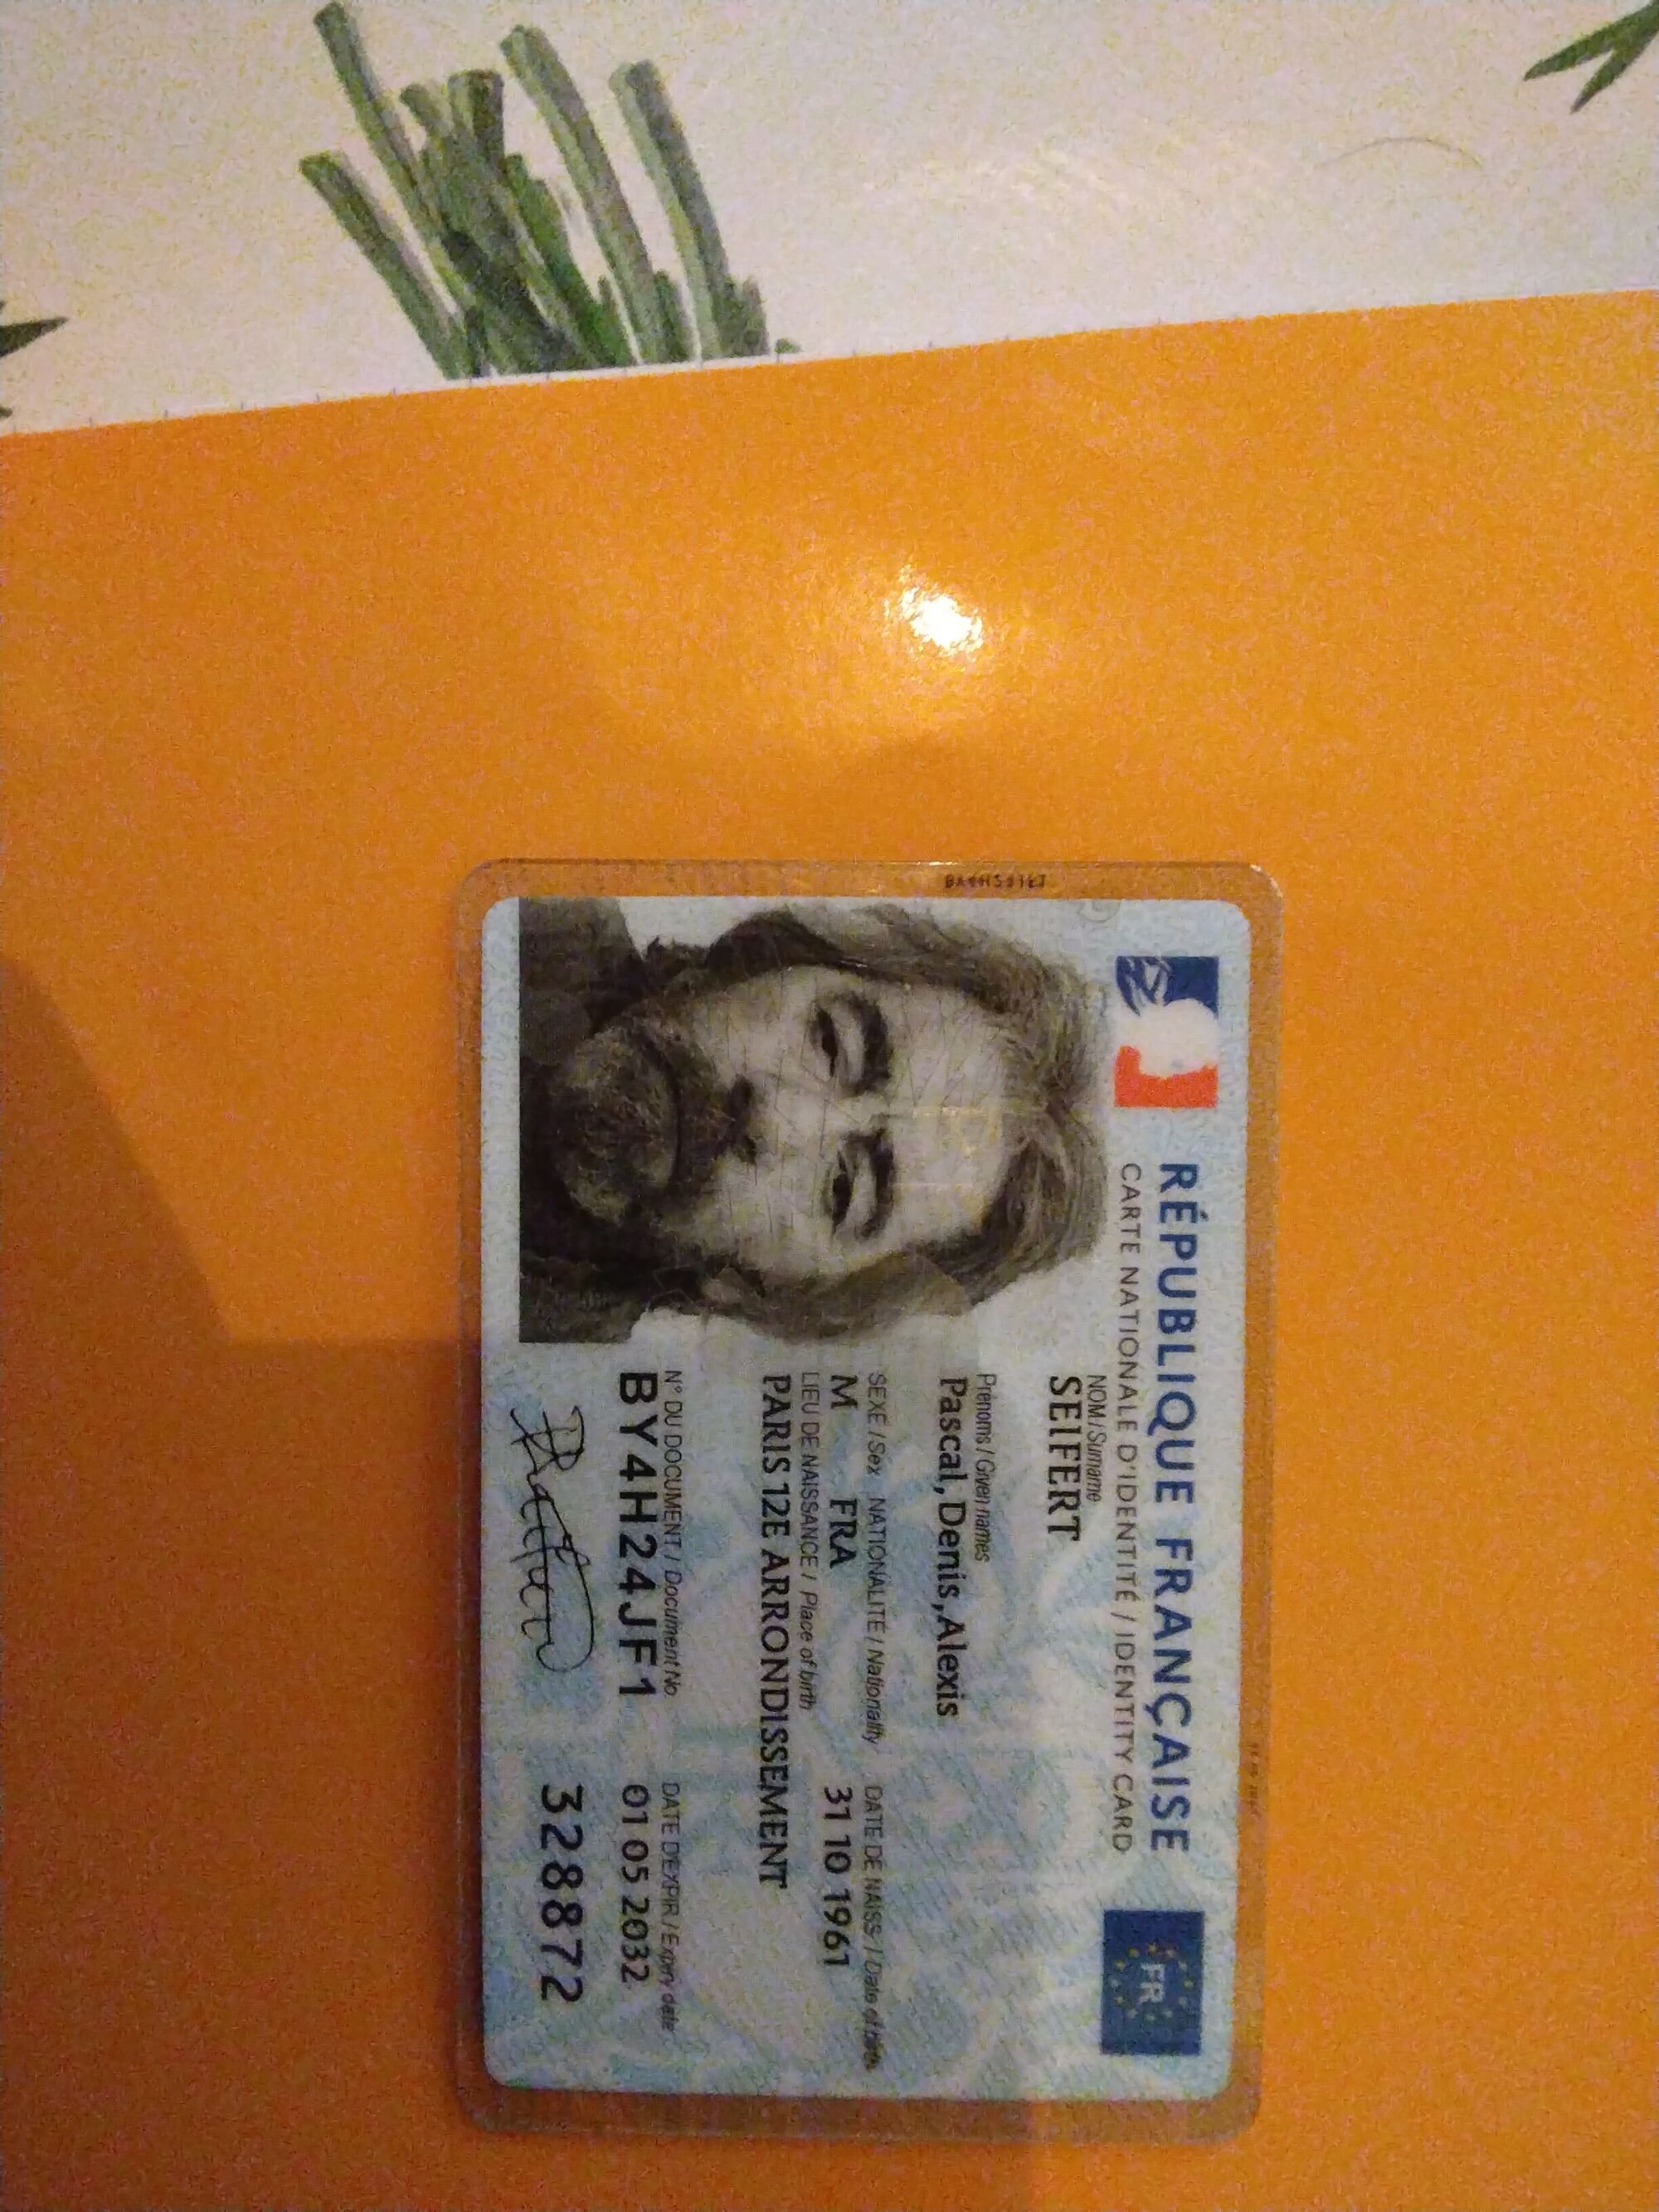 RÉPUBLIQUE FRANÇAISE
CARTE NATIONALE D'IDENTITÉ / IDENTITY CARD
FR
NOM / Surname
SEIFERT
Prénoms / Given names
Pascal, Denis, Alexis
SEXE / Sex NATIONALITÉ / Nationality DATE DE NAISS. / Date of birth
M FRA 31 10 1961
LIEU DE NAISSANCE / Place of birth
PARIS 12E ARRONDISSEMENT
N° DU DOCUMENT / Document No. DATE D'EXPIR. / Expiry date
BY4H24JF1 01 05 2032
328872